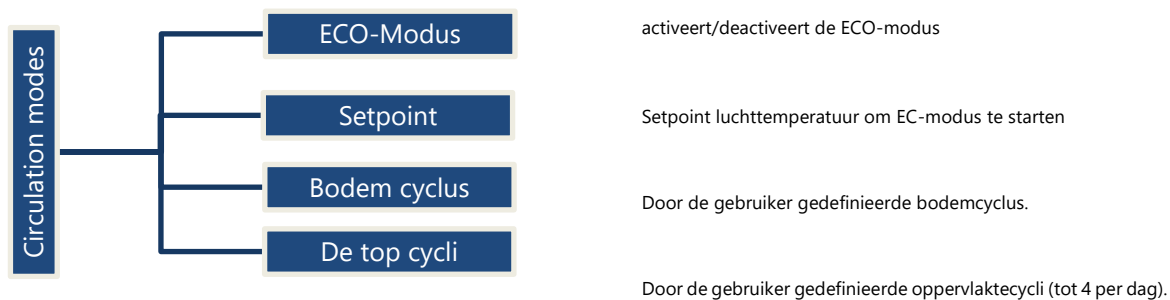 Circulation modes
ECO-Modus
activeert/deactiveert de ECO-modus
Setpoint
Setpoint luchttemperatuur om EC-modus te starten
Bodem cyclus
Door de gebruiker gedefinieerde bodemcyclus.
De top cycli
Door de gebruiker gedefinieerde oppervlaktecycli (tot 4 per dag).